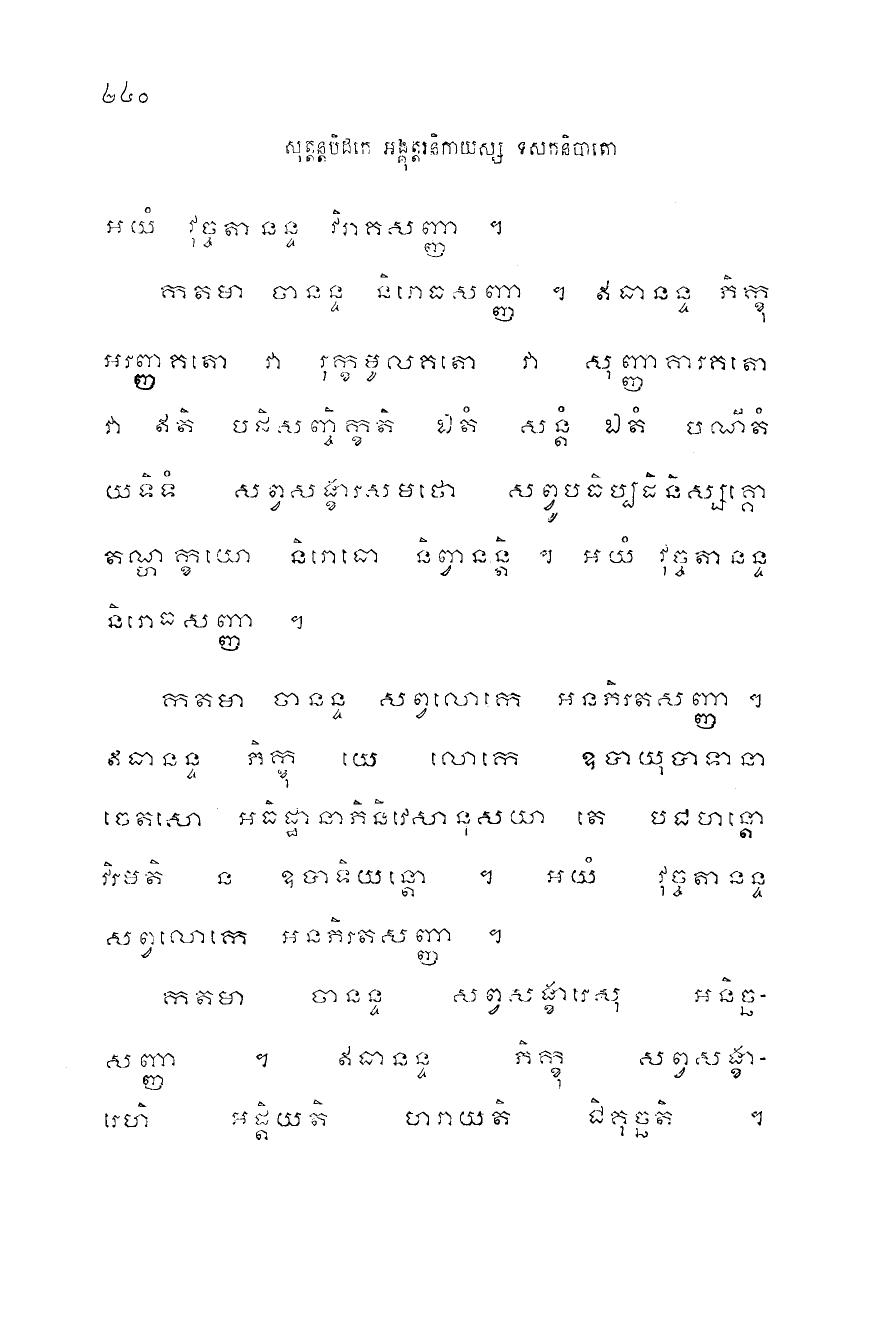 ២៤០
សុត្តន្តបិដកេ អង្គុត្តរនិកាយស្ស ទសកនិបាតោ
អយំ វុច្ចតានន្ទ វិរាគសញ្ញា ។
កតមា ចានន្ទ និរោធសញ្ញា ។ ឥធានន្ទ ភិក្ខុ
អរញ្ញគតោ វា រុក្ខមូលគតោ វា សុញ្ញាគារគតោ
វា ឥតិ បដិសញ្ចិក្ខតិ ឯតំ សន្តំ ឯតំ បណីតំ
យទិទំ សព្វសង្ខារសមថោ សព្វូបធិប្បដិនិស្សគ្គោ
តណ្ហក្ខយោ និរោធោ និព្វានន្តិ ។ អយំ វុច្ចតានន្ទ
និរោធសញ្ញា ។
កតមា ចានន្ទ សព្វលោកេ អនភិរតសញ្ញា ។
ឥធានន្ទ ភិក្ខុ យេ លោកេ ឧបាយុបាទានា
ចេតសោ អធិដ្ឋានាភិនិវេសានុសយា តេ បជហន្តោ
វិរមតិ ន ឧបាទិយន្តោ ។ អយំ វុច្ចតានន្ទ
សព្វលោកេ អនភិរតសញ្ញា ។
កតមា ចានន្ទ សព្វសង្ខារេសុ អនិច្ច-
សញ្ញា ។ ឥធានន្ទ ភិក្ខុ សព្វសង្ខា-
រេហិ អដ្តិយតិ ហរាយតិ ជិគុច្ឆតិ ។